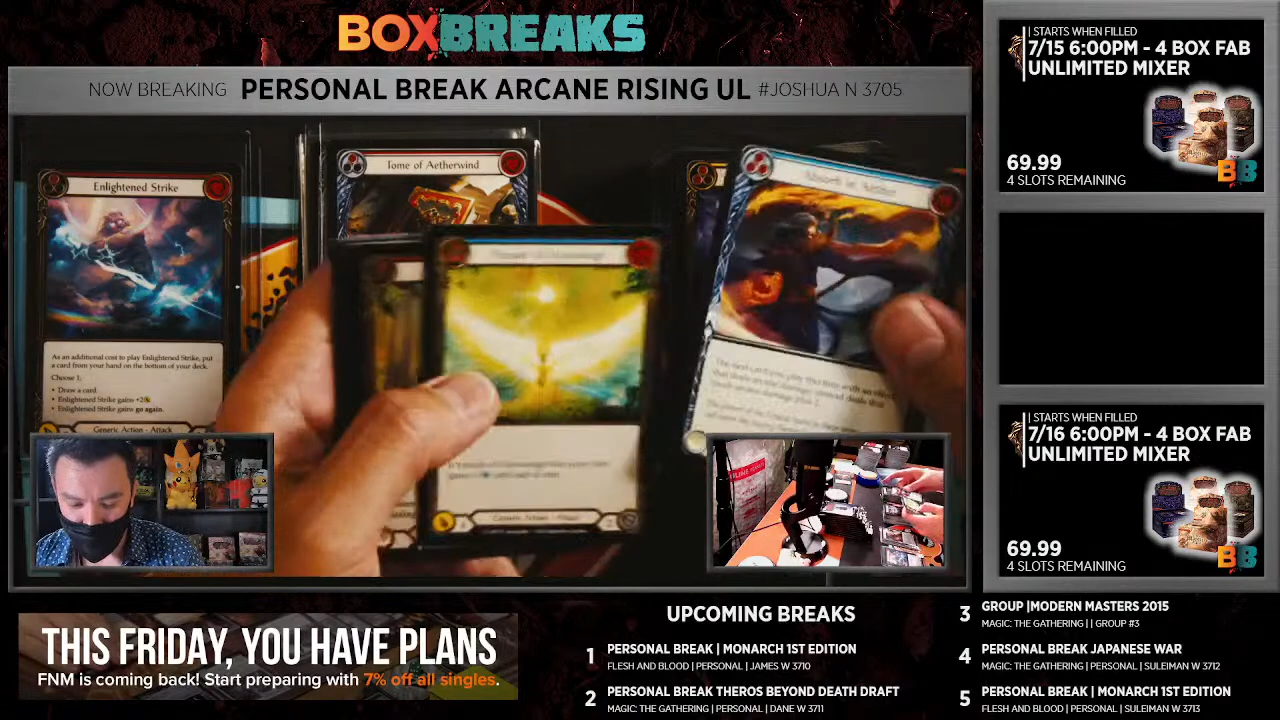 BOXBREAKS
NOW BREAKING PERSONAL BREAK ARCANE RISING UL #JOSHUA N 3705
Enlightened Strike
As an additional cost to play Enlightened Strike, put
a card from your hand on the bottom of your deck.
Choose 1;
• Draw a card.
• Enlightened Strike gains +2
• Enlightened Strike gains go again.
Generic Action - Attack
Tome of Aetherwind
| STARTS WHEN FILLED
7/15 6:00PM - 4 BOX FAB
UNLIMITED MIXER
69.99
4 SLOTS REMAINING
BB
| STARTS WHEN FILLED
7/16 6:00PM - 4 BOX FAB
UNLIMITED MIXER
69.99
4 SLOTS REMAINING
BB
THIS FRIDAY, YOU HAVE PLANS
FNM is coming back! Start preparing with 7% off all singles.
UPCOMING BREAKS
1 PERSONAL BREAK | MONARCH 1ST EDITION
FLESH AND BLOOD | PERSONAL | JAMES W 3710
2 PERSONAL BREAK THEROS BEYOND DEATH DRAFT
MAGIC: THE GATHERING | PERSONAL | DANE W 3711
3 GROUP |MODERN MASTERS 2015
MAGIC: THE GATHERING | | GROUP #3
4 PERSONAL BREAK JAPANESE WAR
MAGIC: THE GATHERING | PERSONAL | SULEIMAN W 3712
5 PERSONAL BREAK | MONARCH 1ST EDITION
FLESH AND BLOOD | PERSONAL | SULEIMAN W 3713